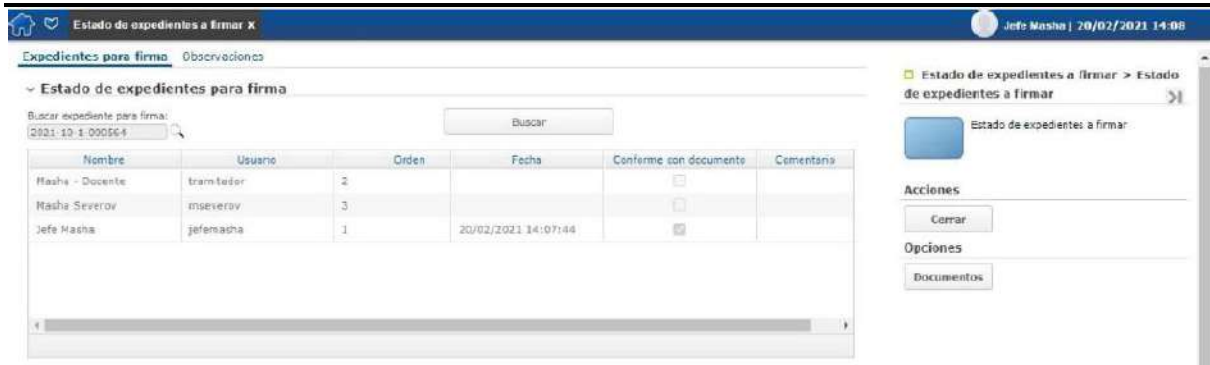 Estado de expedientes a firmar X
Jefe Masha | 20/02/2021 14:08
Expedientes para firma Observaciones
Estado de expedientes para firma
Buscar expediente para firma:
2021-10-1-000564
Buscar
Nombre Usuario Orden Fecha Conforme con documento Comentario
Masha - Docente tramitador 2
Masha Severov mseverov 3
Jefe Masha jefemasha 1 20/02/2021 14:07:44
Estado de expedientes a firmar > Estado
de expedientes a firmar
Estado de expedientes a firmar
Acciones
Cerrar
Opciones
Documentos